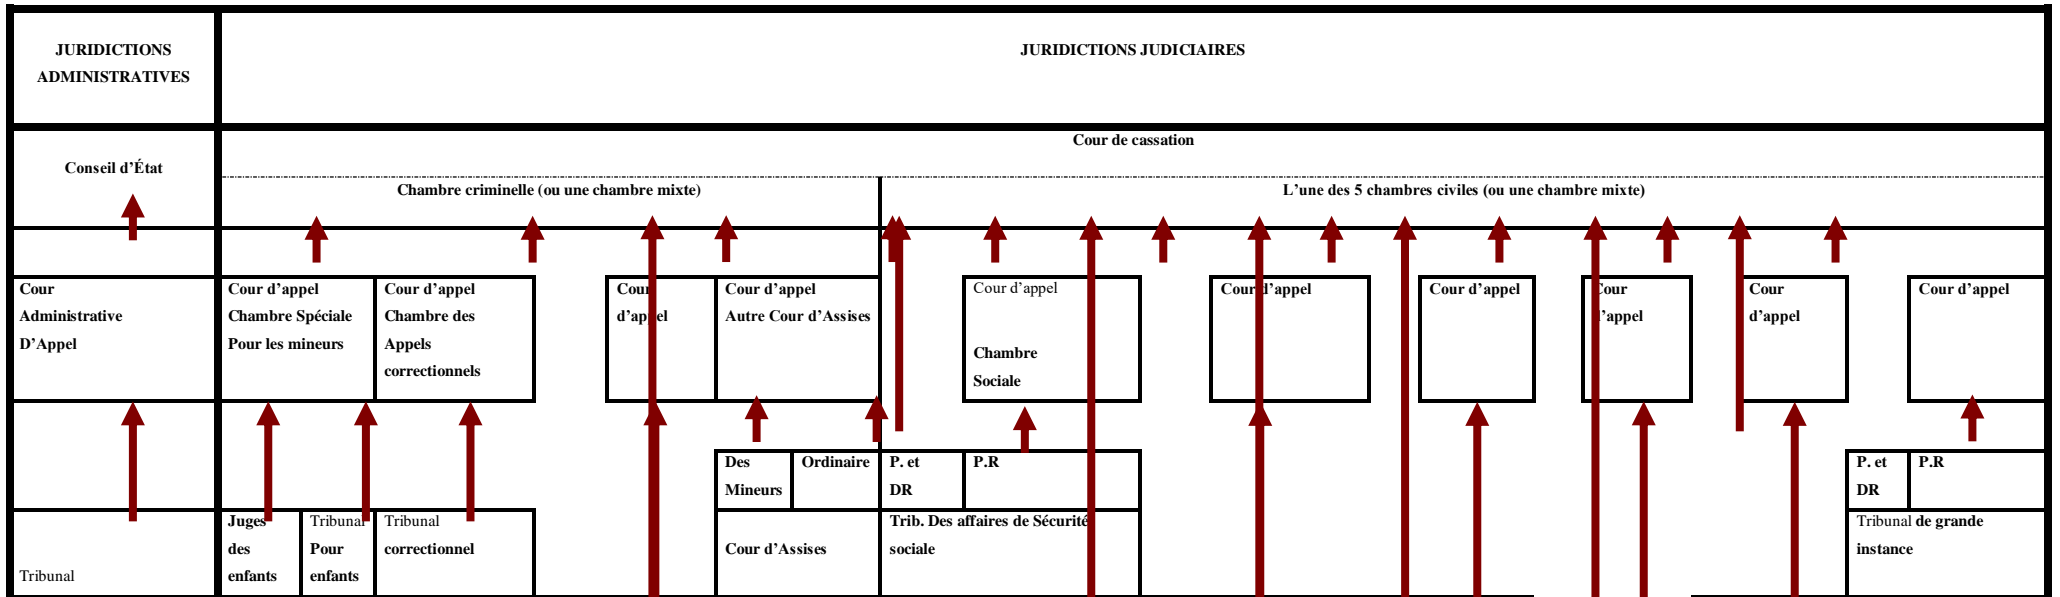 JURIDICTIONS
ADMINISTRATIVES
JURIDICTIONS JUDICIAIRES
Conseil d'État
Cour de cassation
Chambre criminelle (ou une chambre mixte)
L'une des 5 chambres civiles (ou une chambre mixte)
Cour
Administrative
D'Appel
Cour d'appel
Chambre Spéciale
Pour les mineurs
Cour d'appel
Chambre des
Appels
correctionnels
Cour
d'appel
Cour d'appel
Autre Cour d'Assises
Cour d'appel
Chambre
Sociale
Cour d'appel
Cour d'appel
Cour
d'appel
Cour
d'appel
Cour d'appel
Des
Mineurs
Ordinaire
P. et
DR
P.R
P. et
DR
P.R
Tribunal
Juges
des
enfants
Tribunal
Pour
enfants
Tribunal
correctionnel
Cour d'Assises
Trib. Des affaires de Sécurité
sociale
Tribunal de grande
instance